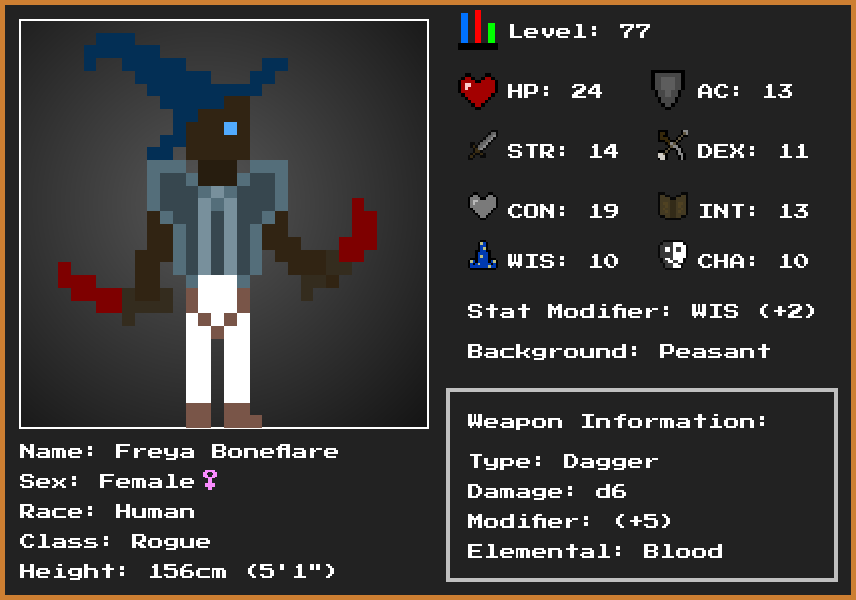 Level: 77
HP: 24
AC: 13
STR: 14
DEX: 11
CON: 19
INT: 13
WIS: 10
CHA: 10
Stat Modifier: WIS (+2)
Background: Peasant
Name: Freya Boneflare
Sex: Female♀
Race: Human
Class: Rogue
Height: 156cm (5'1")
Weapon Information:
Type: Dagger
Damage: d6
Modifier: (+5)
Elemental: Blood